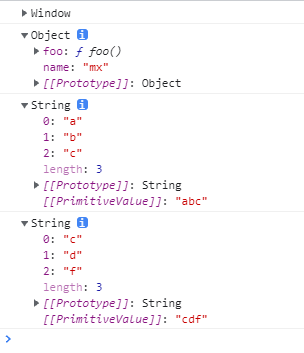 Window
Object i
foo: ƒ foo()
name: "mx"
[[Prototype]]: Object
String i
0: "a"
1: "b"
2: "c"
length: 3
[[Prototype]]: String
[[PrimitiveValue]]: "abc"
String i
0: "c"
1: "d"
2: "f"
length: 3
[[Prototype]]: String
[[PrimitiveValue]]: "cdf"